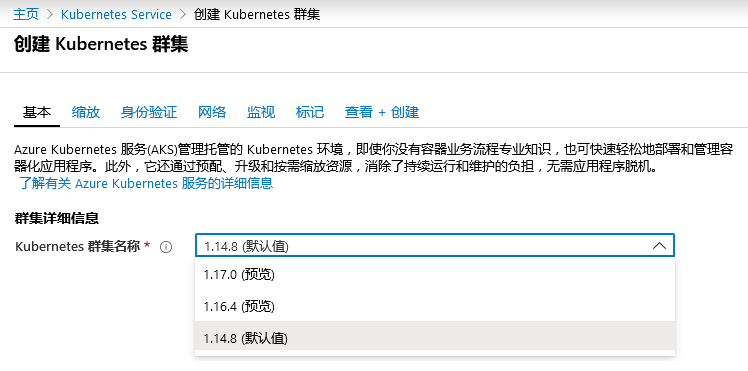 主页 > Kubernetes Service > 创建 Kubernetes 群集
创建 Kubernetes 群集
基本 缩放 身份验证 网络 监视 标记 查看 + 创建
Azure Kubernetes 服务(AKS)管理托管的 Kubernetes 环境，即使你没有容器业务流程专业知识，也可快速轻松地部署和管理容
器化应用程序。此外，它还通过预配、升级和按需缩放资源，消除了持续运行和维护的负担，无需应用程序脱机。
了解有关 Azure Kubernetes 服务的详细信息
群集详细信息
Kubernetes 群集名称 * 1.14.8 (默认值)
1.17.0 (预览)
1.16.4 (预览)
1.14.8 (默认值)